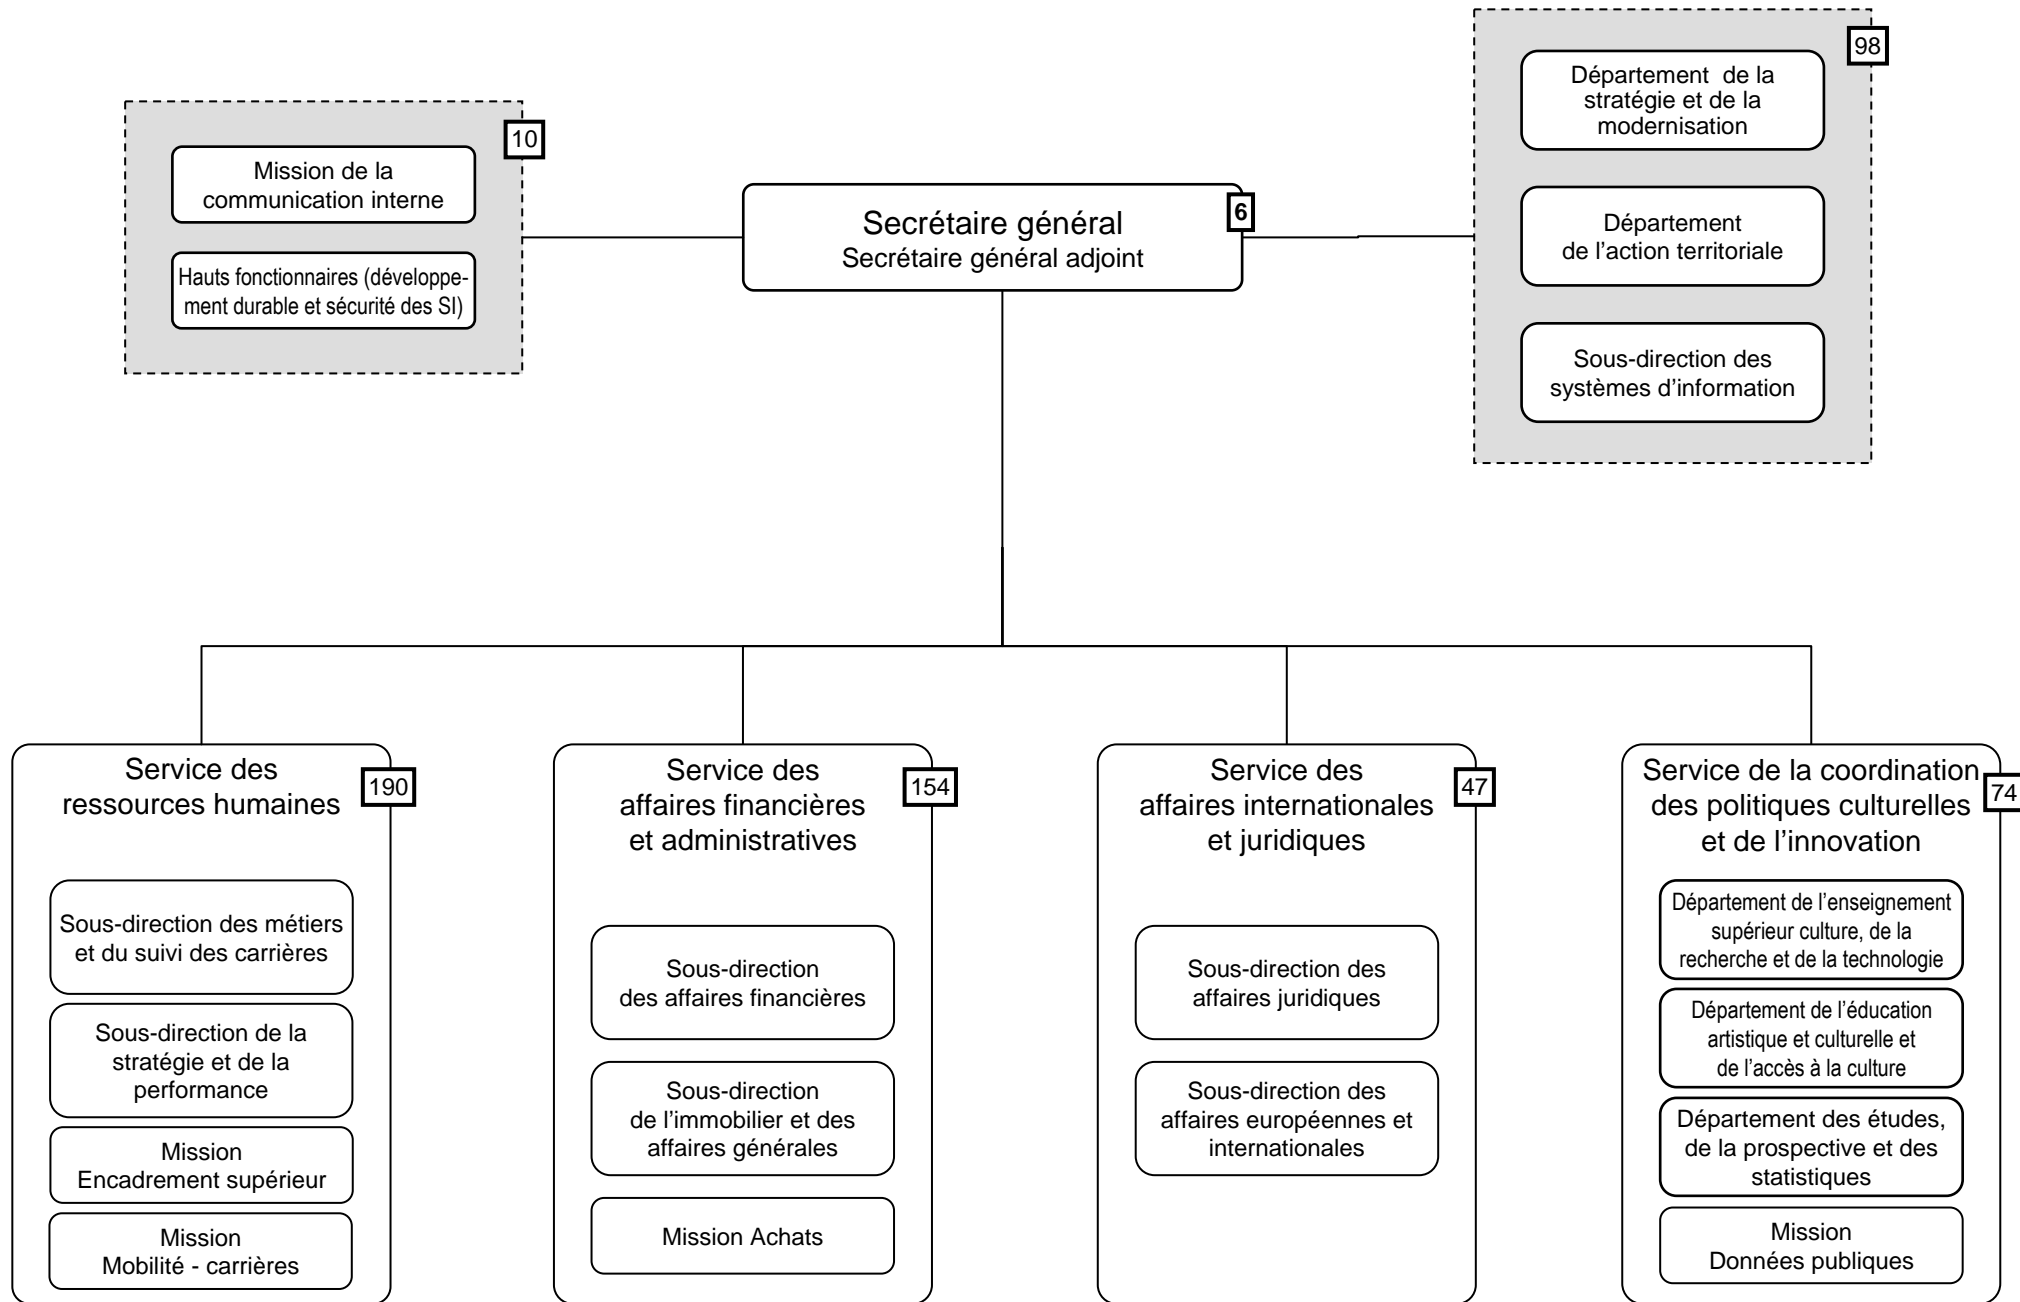 98
Département de la
stratégie et de la
modernisation
Département
de l'action territoriale
Sous-direction des
systèmes d'information
10
Mission de la
communication interne
Hauts fonctionnaires (développe-
ment durable et sécurité des SI)
Secrétaire général
Secrétaire général adjoint
6
Service des
ressources humaines
190
Sous-direction des métiers
et du suivi des carrières
Sous-direction de la
stratégie et de la
performance
Mission
Encadrement supérieur
Mission
Mobilité - carrières
Service des
affaires financières
et administratives
154
Sous-direction
des affaires financières
Sous-direction
de l'immobilier et des
affaires générales
Mission Achats
Service des
affaires internationales
et juridiques
47
Sous-direction des
affaires juridiques
Sous-direction des
affaires européennes et
internationales
Service de la coordination
des politiques culturelles
et de l'innovation
74
Département de l'enseignement
supérieur culture, de la
recherche et de la technologie
Département de l'éducation
artistique et culturelle et
de l'accès à la culture
Département des études,
de la prospective et des
statistiques
Mission
Données publiques